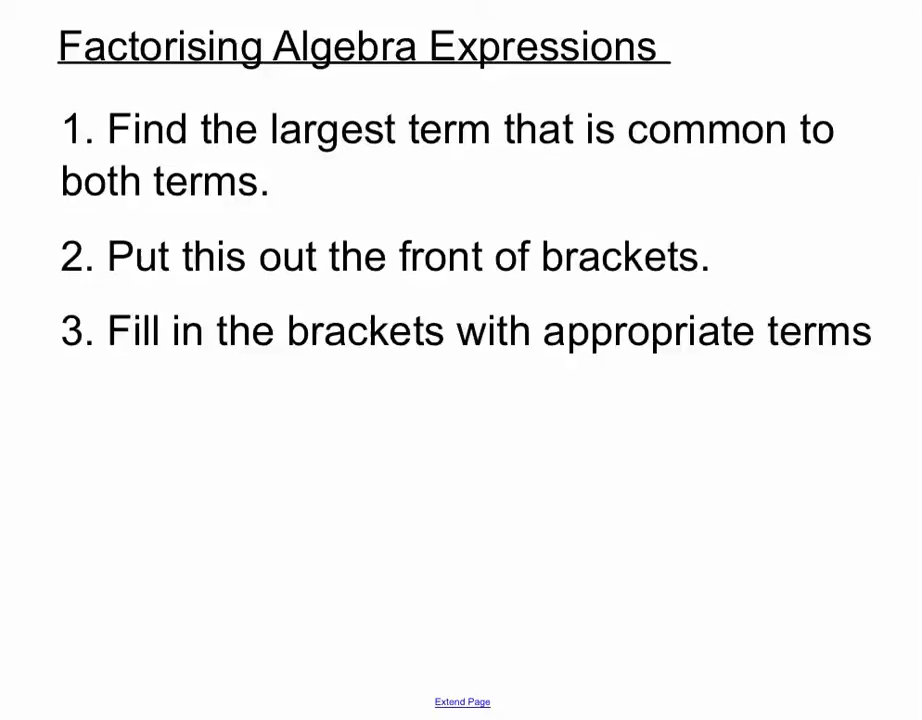 Factorising Algebra Expressions
1. Find the largest term that is common to
both terms.
2. Put this out the front of brackets.
3. Fill in the brackets with appropriate terms
Extend Page